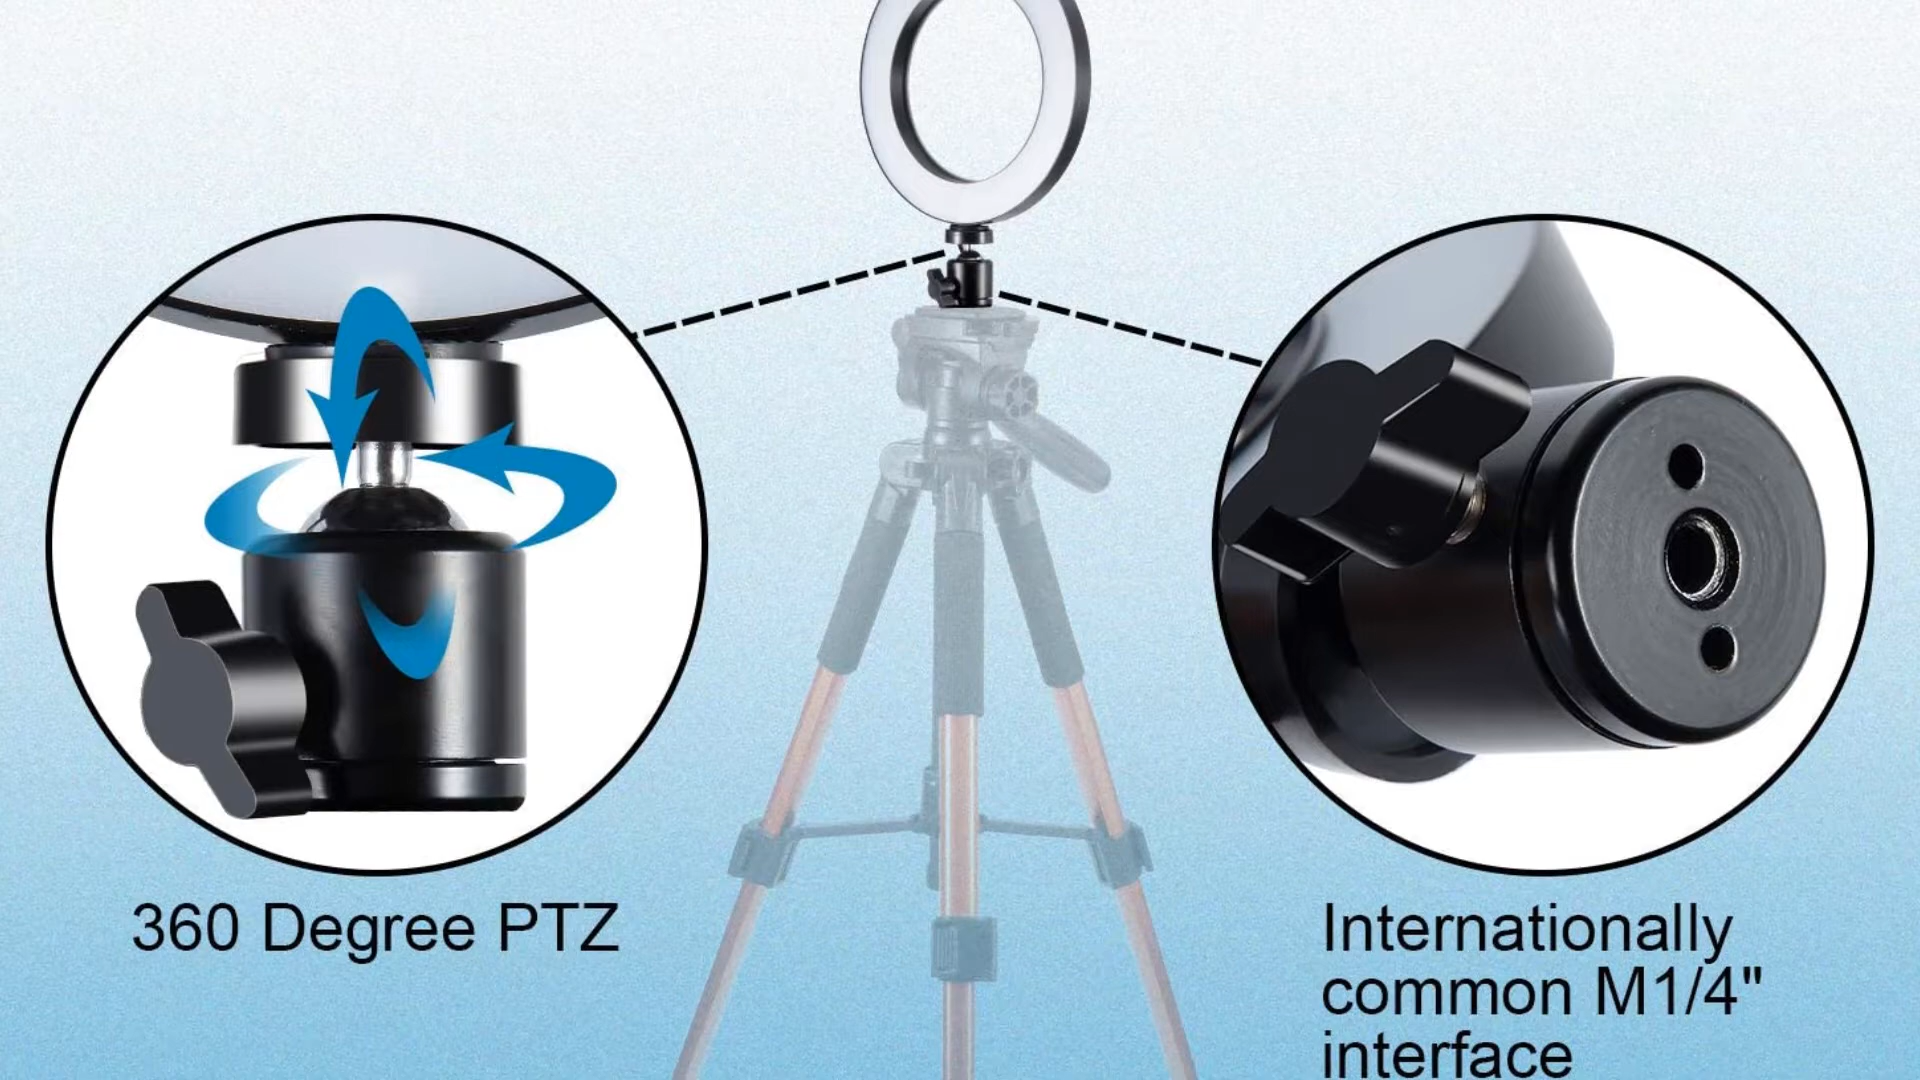 360 Degree PTZ
Internationally
common M1/4"
interface